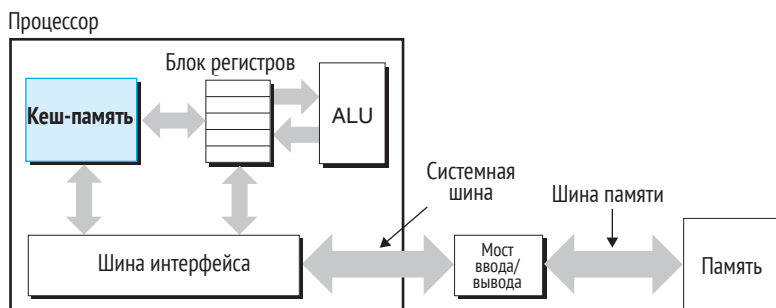 Процессор
Блок регистров
Кеш-память
ALU
Системная
шина
Шина памяти
Шина интерфейса
Мост
ввода/
вывода
Память